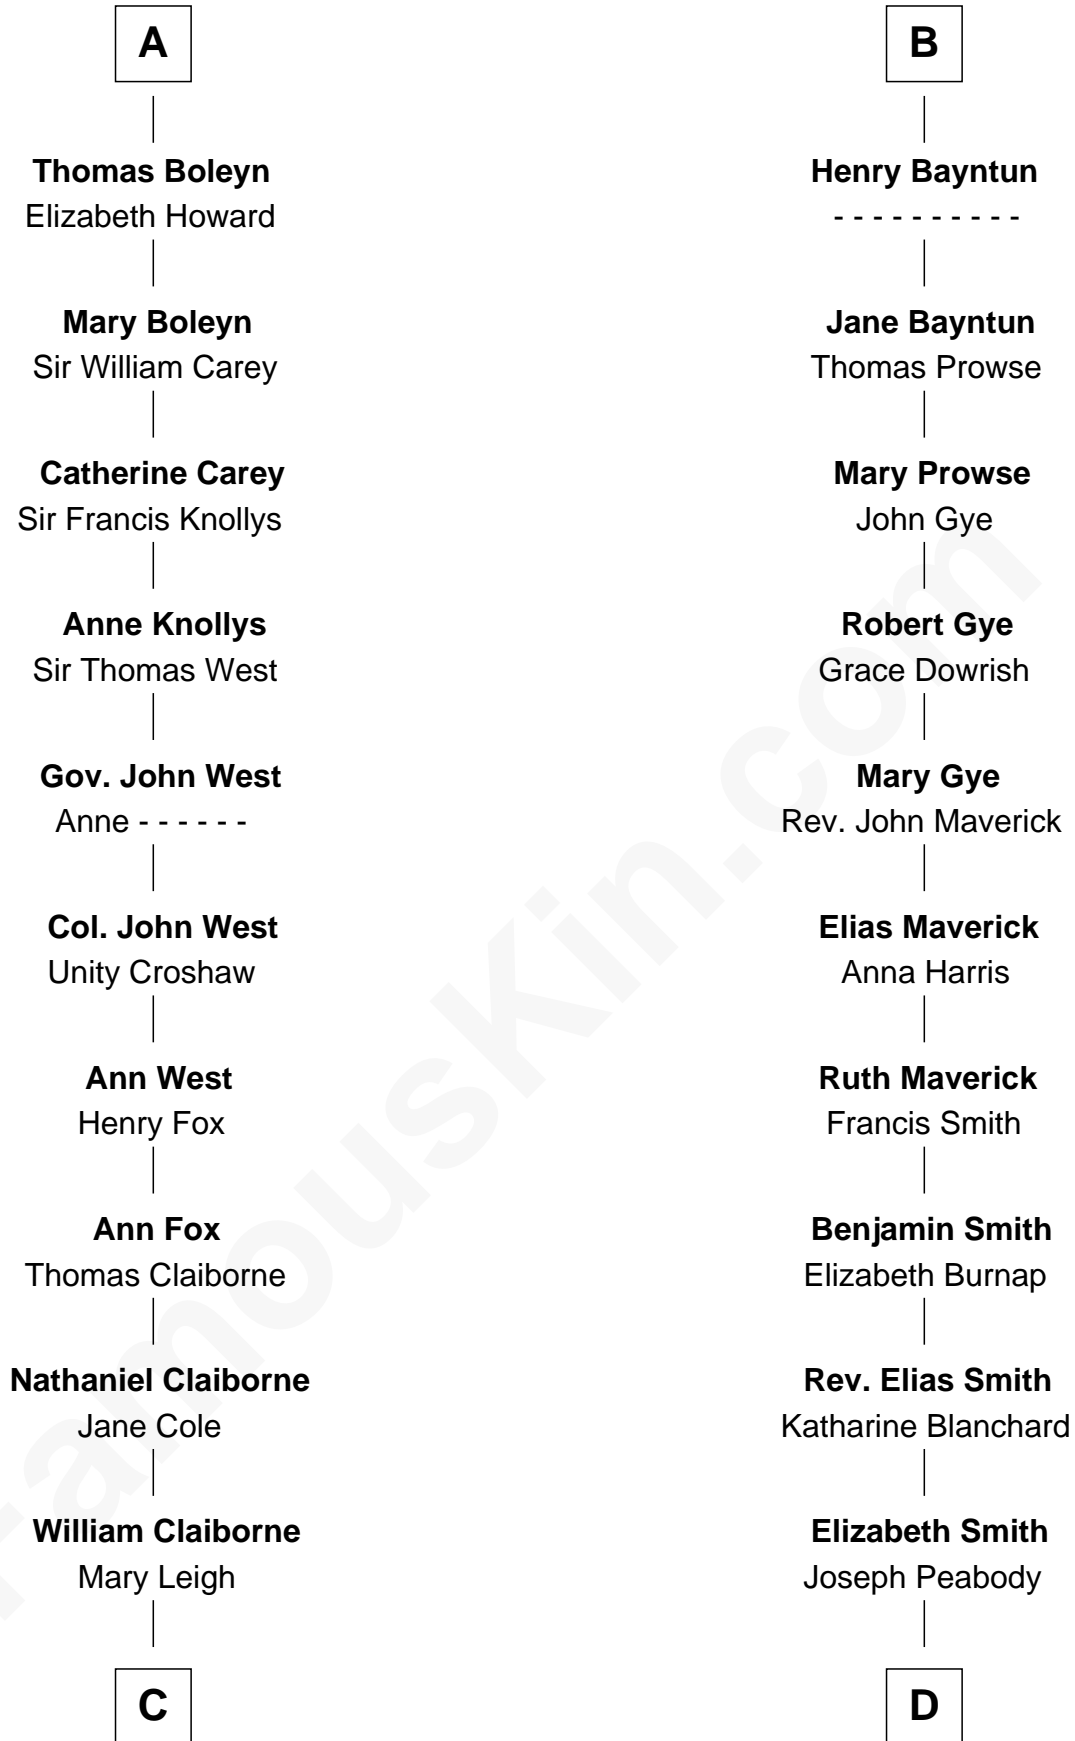 A
Thomas Boleyn
Elizabeth Howard
Mary Boleyn
Sir William Carey
Catherine Carey
Sir Francis Knollys
Anne Knollys
Sir Thomas West
Gov. John West
Anne - - - - - -
Col. John West
Unity Croshaw
Ann West
Henry Fox
Ann Fox
Thomas Claiborne
Nathaniel Claiborne
Jane Cole
William Claiborne
Mary Leigh
C
B
Henry Bayntun
- - - - - - - - - -
Jane Bayntun
Thomas Prowse
Mary Prowse
John Gye
Robert Gye
Grace Dowrish
Mary Gye
Rev. John Maverick
Elias Maverick
Anna Harris
Ruth Maverick
Francis Smith
Benjamin Smith
Elizabeth Burnap
Rev. Elias Smith
Katharine Blanchard
Elizabeth Smith
Joseph Peabody
D
FamousKin.com